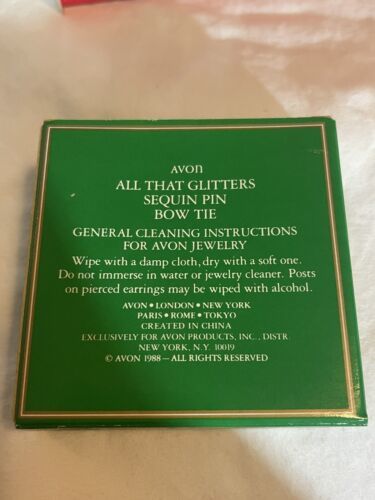 AVON
ALL THAT GLITTERS
SEQUIN PIN
BOW TIE
GENERAL CLEANING INSTRUCTIONS
FOR AVON JEWELRY
Wipe with a damp cloth, dry with a soft one.
Do not immerse in water or jewelry cleaner. Posts
on pierced earrings may be wiped with alcohol.
AVON • LONDON • NEW YORK
PARIS • ROME • TOKYO
CREATED IN CHINA
EXCLUSIVELY FOR AVON PRODUCTS, INC., DISTR.
NEW YORK, N.Y. 10019
© AVON 1988—ALL RIGHTS RESERVED